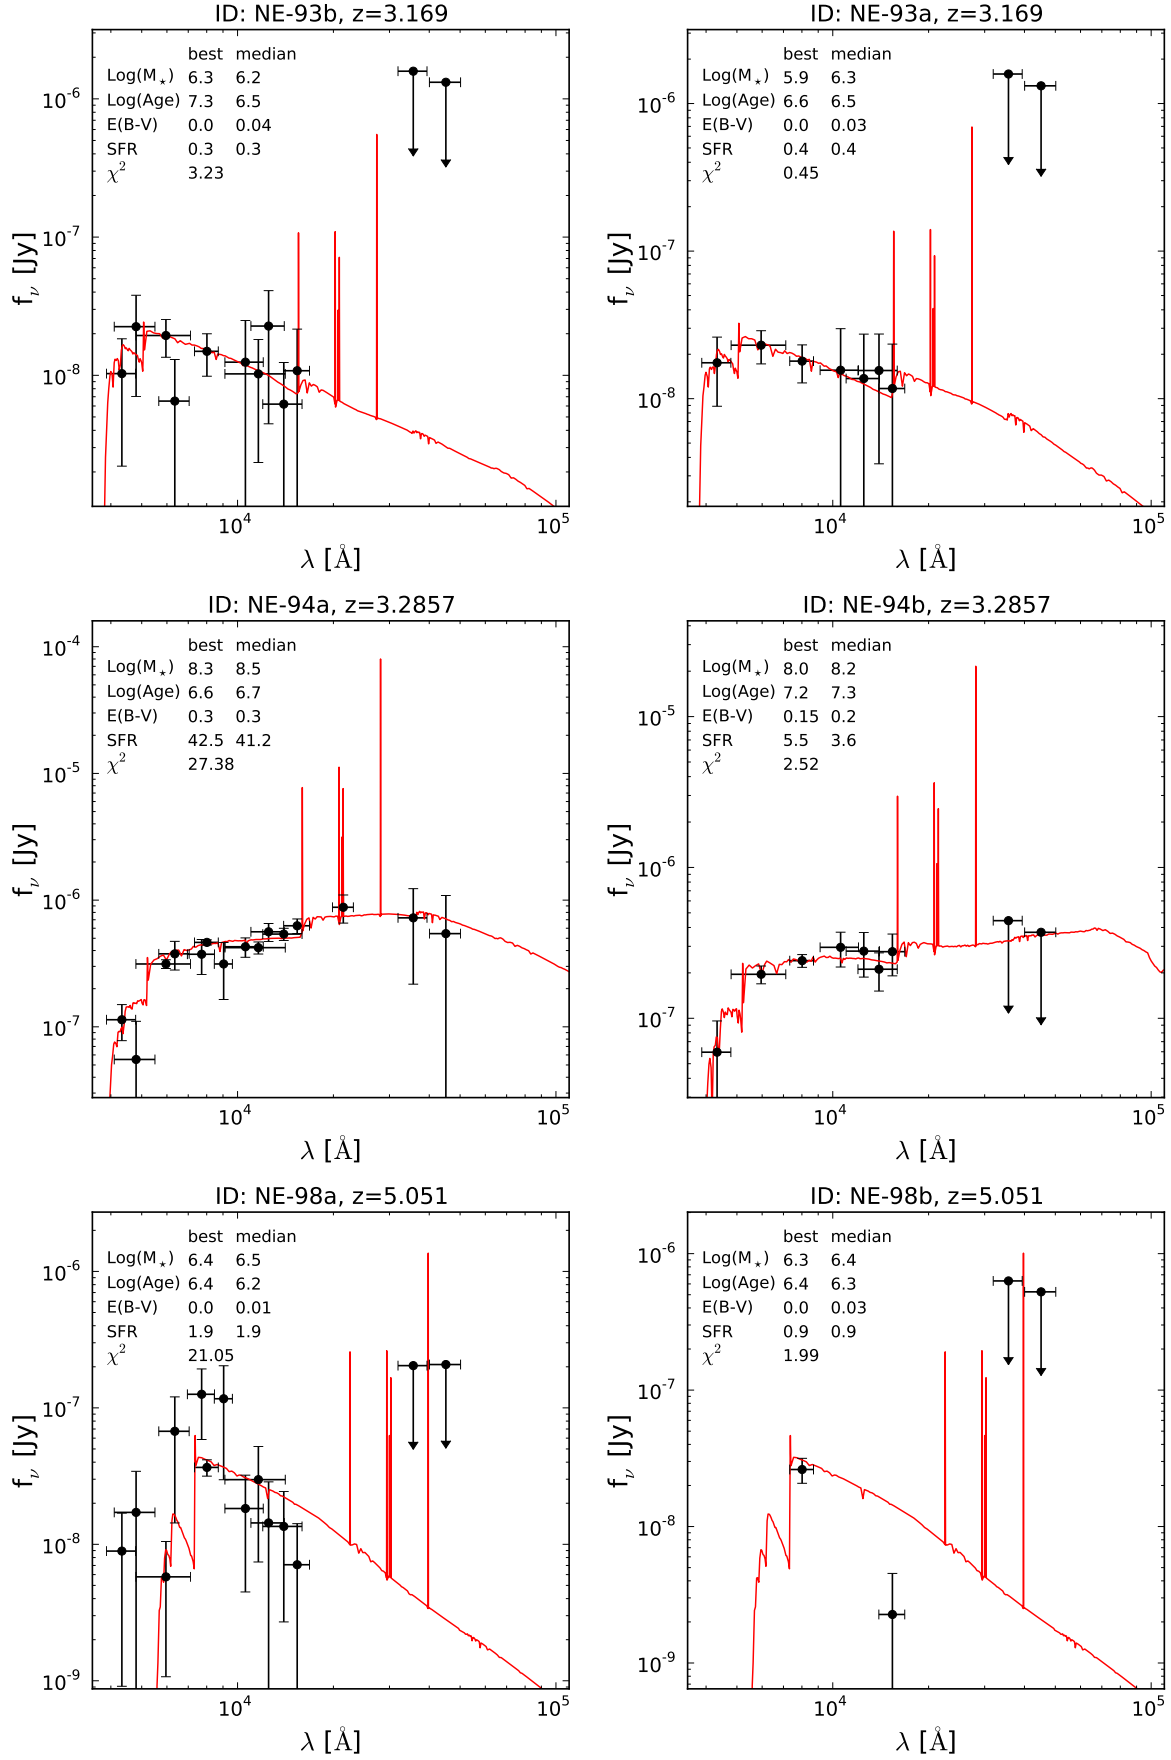 ID: NE-93b, z=3.169
best median
Log(M⋆) 6.3 6.2
Log(Age) 7.3 6.5
E(B-V) 0.0 0.04
SFR 0.3 0.3
χ² 3.23
10⁻⁶
10⁻⁷
10⁻⁸
fν [Jy]
10⁴ 10⁵
λ [Å]
ID: NE-93a, z=3.169
best median
Log(M⋆) 5.9 6.3
Log(Age) 6.6 6.5
E(B-V) 0.0 0.03
SFR 0.4 0.4
χ² 0.45
10⁻⁶
10⁻⁷
10⁻⁸
fν [Jy]
10⁴ 10⁵
λ [Å]
ID: NE-94a, z=3.2857
best median
Log(M⋆) 8.3 8.5
Log(Age) 6.6 6.7
E(B-V) 0.3 0.3
SFR 42.5 41.2
χ² 27.38
10⁻⁴
10⁻⁵
10⁻⁶
10⁻⁷
fν [Jy]
10⁴ 10⁵
λ [Å]
ID: NE-94b, z=3.2857
best median
Log(M⋆) 8.0 8.2
Log(Age) 7.2 7.3
E(B-V) 0.15 0.2
SFR 5.5 3.6
χ² 2.52
10⁻⁵
10⁻⁶
10⁻⁷
fν [Jy]
10⁴ 10⁵
λ [Å]
ID: NE-98a, z=5.051
best median
Log(M⋆) 6.4 6.5
Log(Age) 6.4 6.2
E(B-V) 0.0 0.01
SFR 1.9 1.9
χ² 21.05
10⁻⁶
10⁻⁷
10⁻⁸
10⁻⁹
fν [Jy]
10⁴ 10⁵
λ [Å]
ID: NE-98b, z=5.051
best median
Log(M⋆) 6.3 6.4
Log(Age) 6.4 6.3
E(B-V) 0.0 0.03
SFR 0.9 0.9
χ² 1.99
10⁻⁶
10⁻⁷
10⁻⁸
10⁻⁹
fν [Jy]
10⁴ 10⁵
λ [Å]